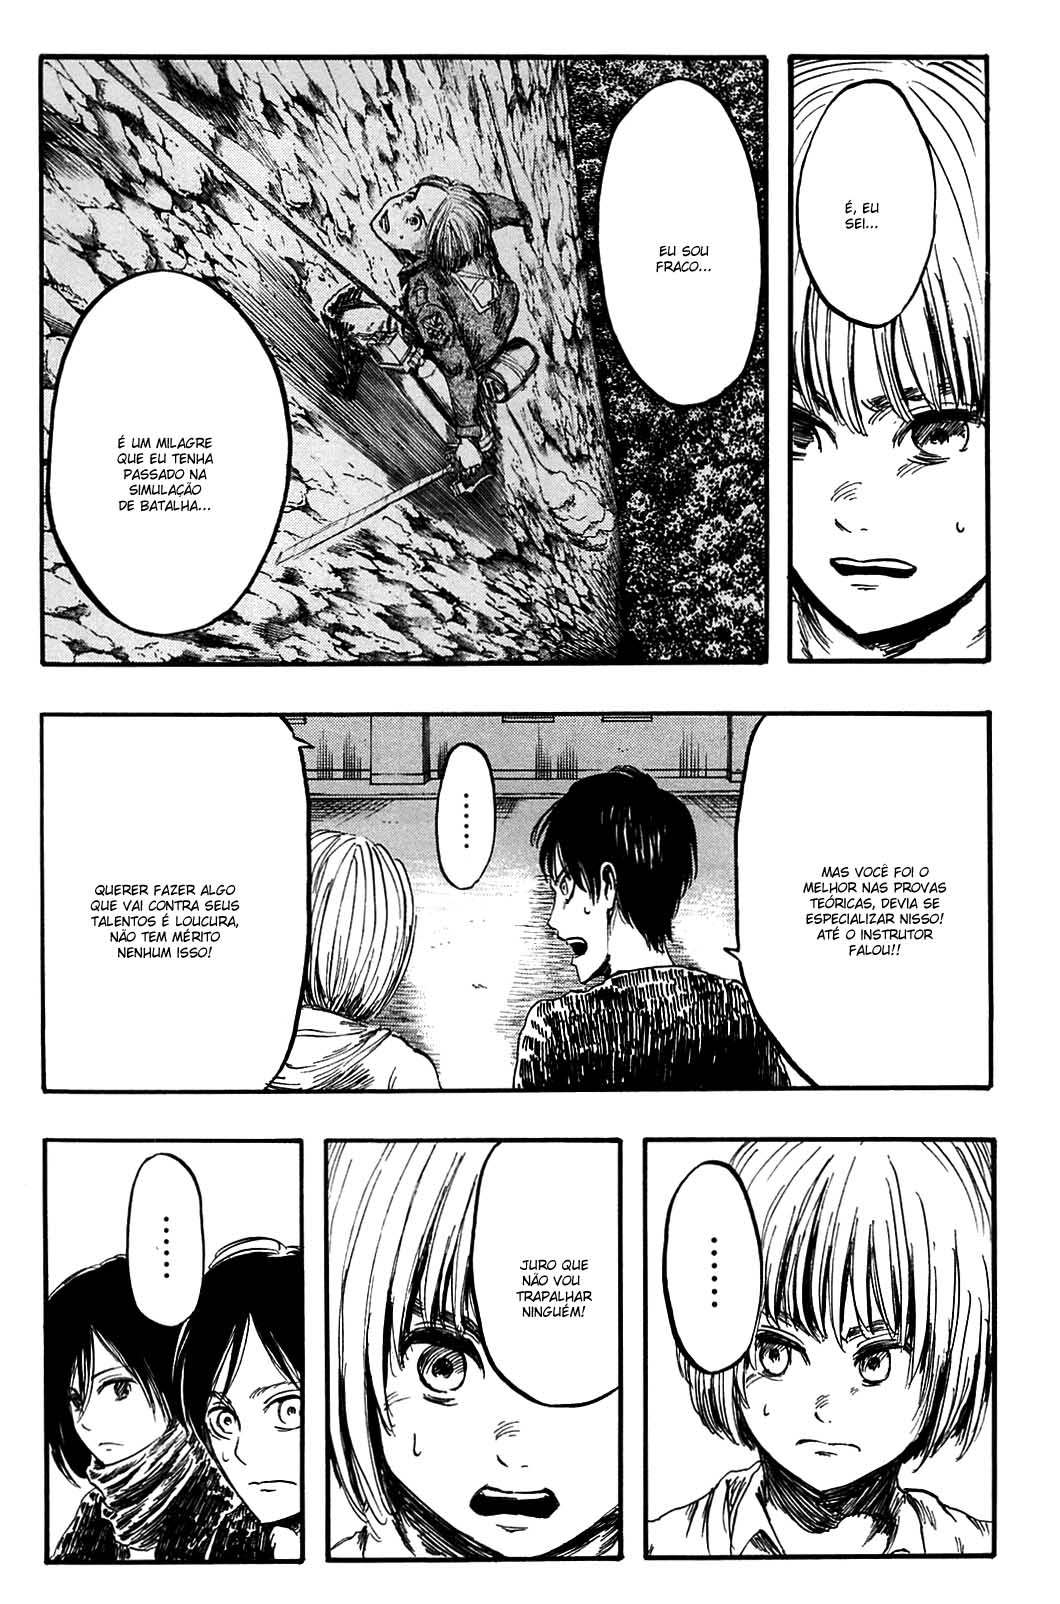 É, EU
SEI...
EU SOU
FRACO...
É UM MILAGRE
QUE EU TENHA
PASSADO NA
SIMULAÇÃO
DE BATALHA...
MAS VOCÊ FOI O
MELHOR NAS PROVAS
TEÓRICAS, DEVIA SE
ESPECIALIZAR NISSO!
ATÉ O INSTRUTOR
FALOU!!
......
QUERER FAZER ALGO
QUE VAI CONTRA SEUS
TALENTOS É LOUCURA,
NÃO TEM MÉRITO
NENHUM ISSO!
......
JURO QUE
NÃO VOU
TRAPALHAR
NINGUÉM!
.......